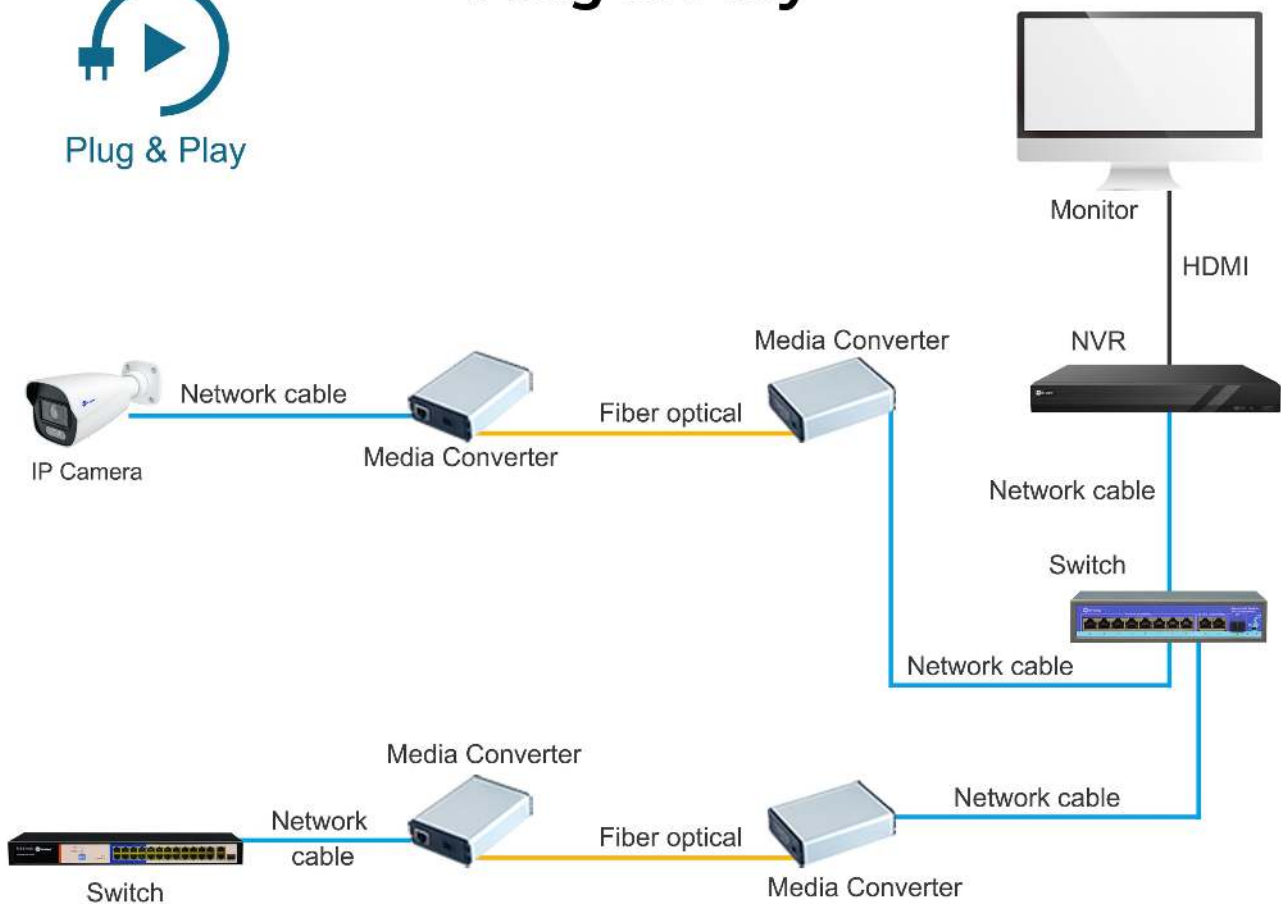 Plug & Play
Monitor
HDMI
Media Converter
NVR
Network cable
Fiber optical
Media Converter
IP Camera
Network cable
Switch
Network cable
Media Converter
Network cable
Network
cable
Fiber optical
Switch
Media Converter